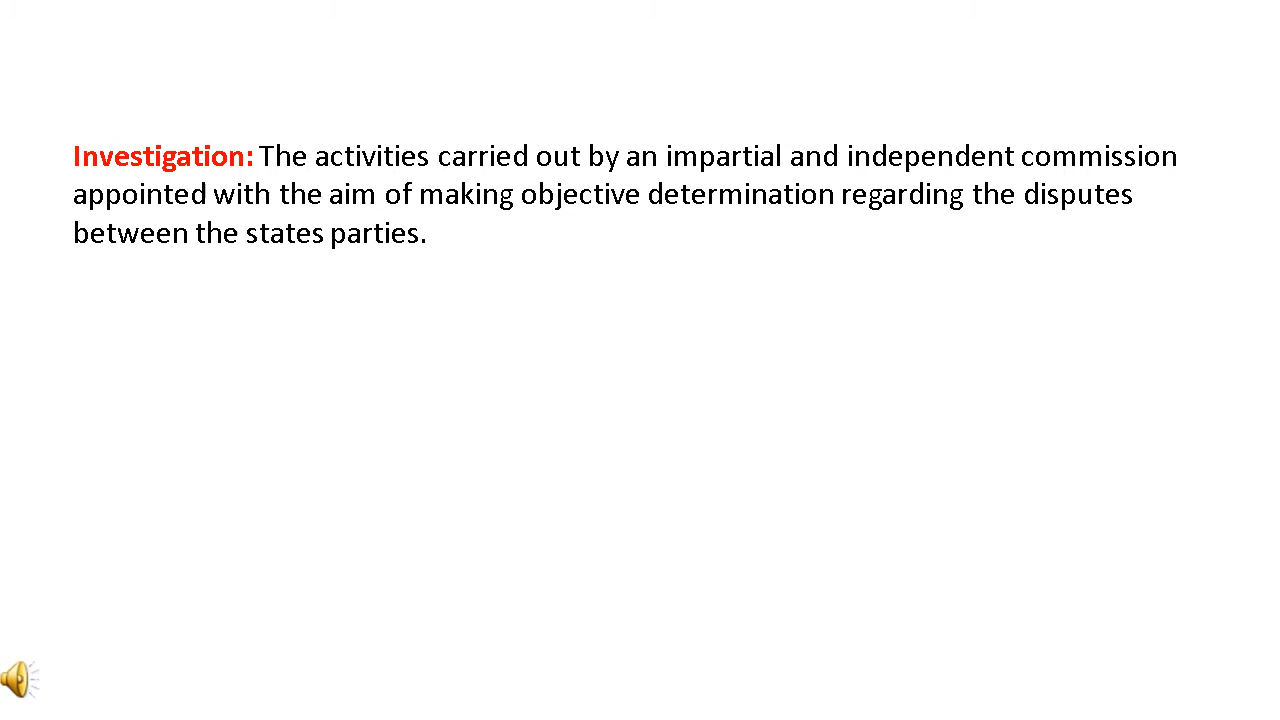 Investigation: The activities carried out by an impartial and independent commission
appointed with the aim of making objective determination regarding the disputes
between the states parties.